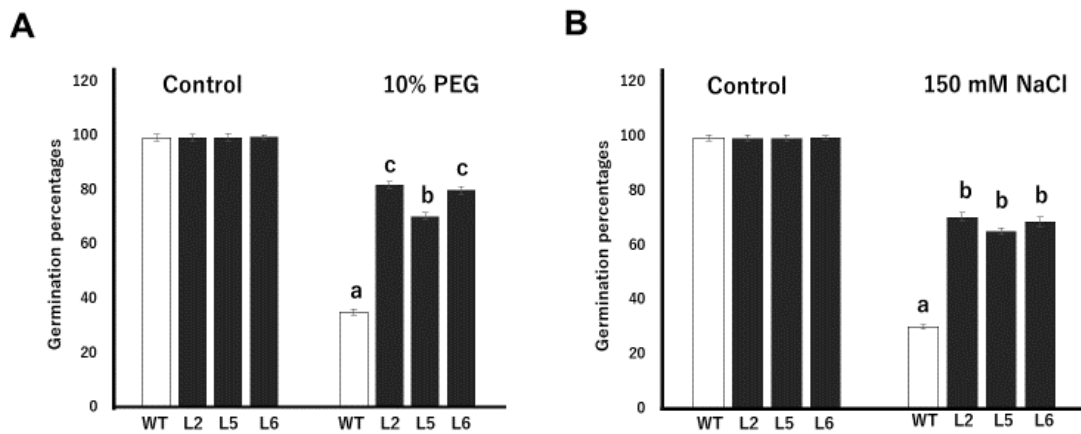 A
Germination percentages
120
100
80
60
40
20
0
Control
10% PEG
a
c
b
c
WT L2 L5 L6
WT L2 L5 L6
B
Germination percentages
120
100
80
60
40
20
0
Control
150 mM NaCl
a
b
b
b
WT L2 L5 L6
WT L2 L5 L6